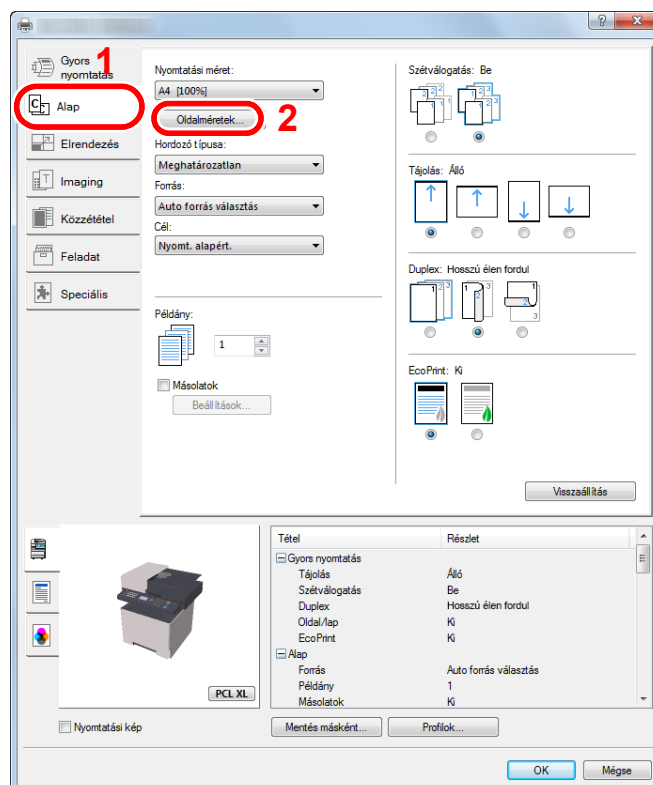 Gyors
nyomtatás
1
Alap
Elrendezés
Imaging
Közzététel
Feladat
Speciális
Nyomtatási méret:
A4 [100%]
Oldalméretek...
2
Hordozó típusa:
Meghatározatlan
Forrás:
Auto forrás választás
Cél:
Nyomt. alapért.
Példány:
1
Másolatok
Beállítások...
Szétválogatás: Be
Tájolás: Álló
Duplex: Hosszú élen fordul
EcoPrint: Ki
Visszaállítás
Tétel Részlet
Gyors nyomtatás
Tájolás Álló
Szétválogatás Be
Duplex Hosszú élen fordul
Oldal/lap Ki
EcoPrint Ki
Alap
Forrás Auto forrás választás
Példány 1
Másolatok Ki
PCL XL
Nyomtatási kép
Mentés másként... Profilok...
OK Mégse